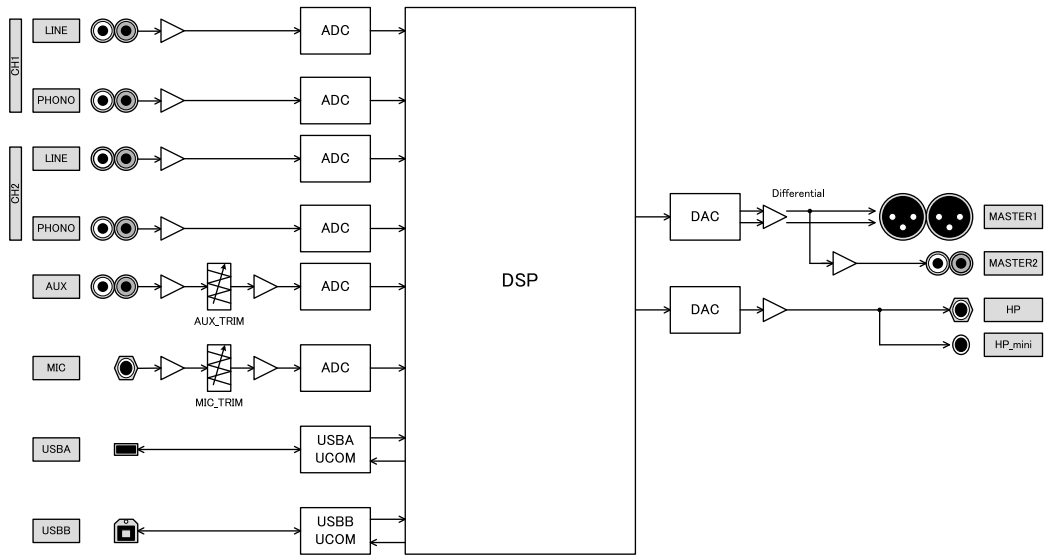 CH1
LINE
ADC
PHONO
ADC
CH2
LINE
ADC
PHONO
ADC
AUX
AUX_TRIM
ADC
MIC
MIC_TRIM
ADC
USBA
USBA
UCOM
USBB
USBB
UCOM
DSP
DAC
Differential
MASTER1
MASTER2
DAC
HP
HP_mini